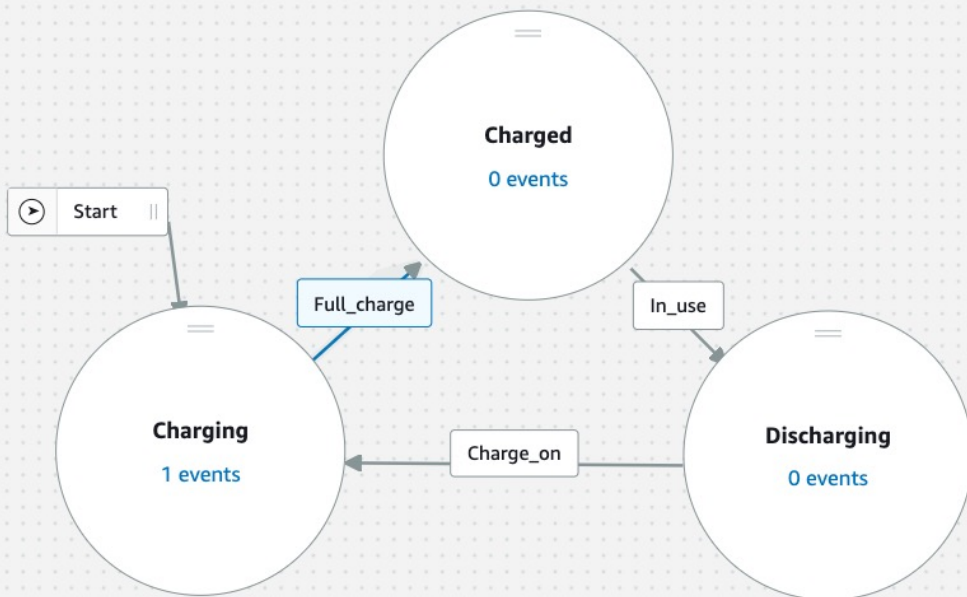 Charged
0 events
Start
Full_charge
In_use
Charging
1 events
Charge_on
Discharging
0 events